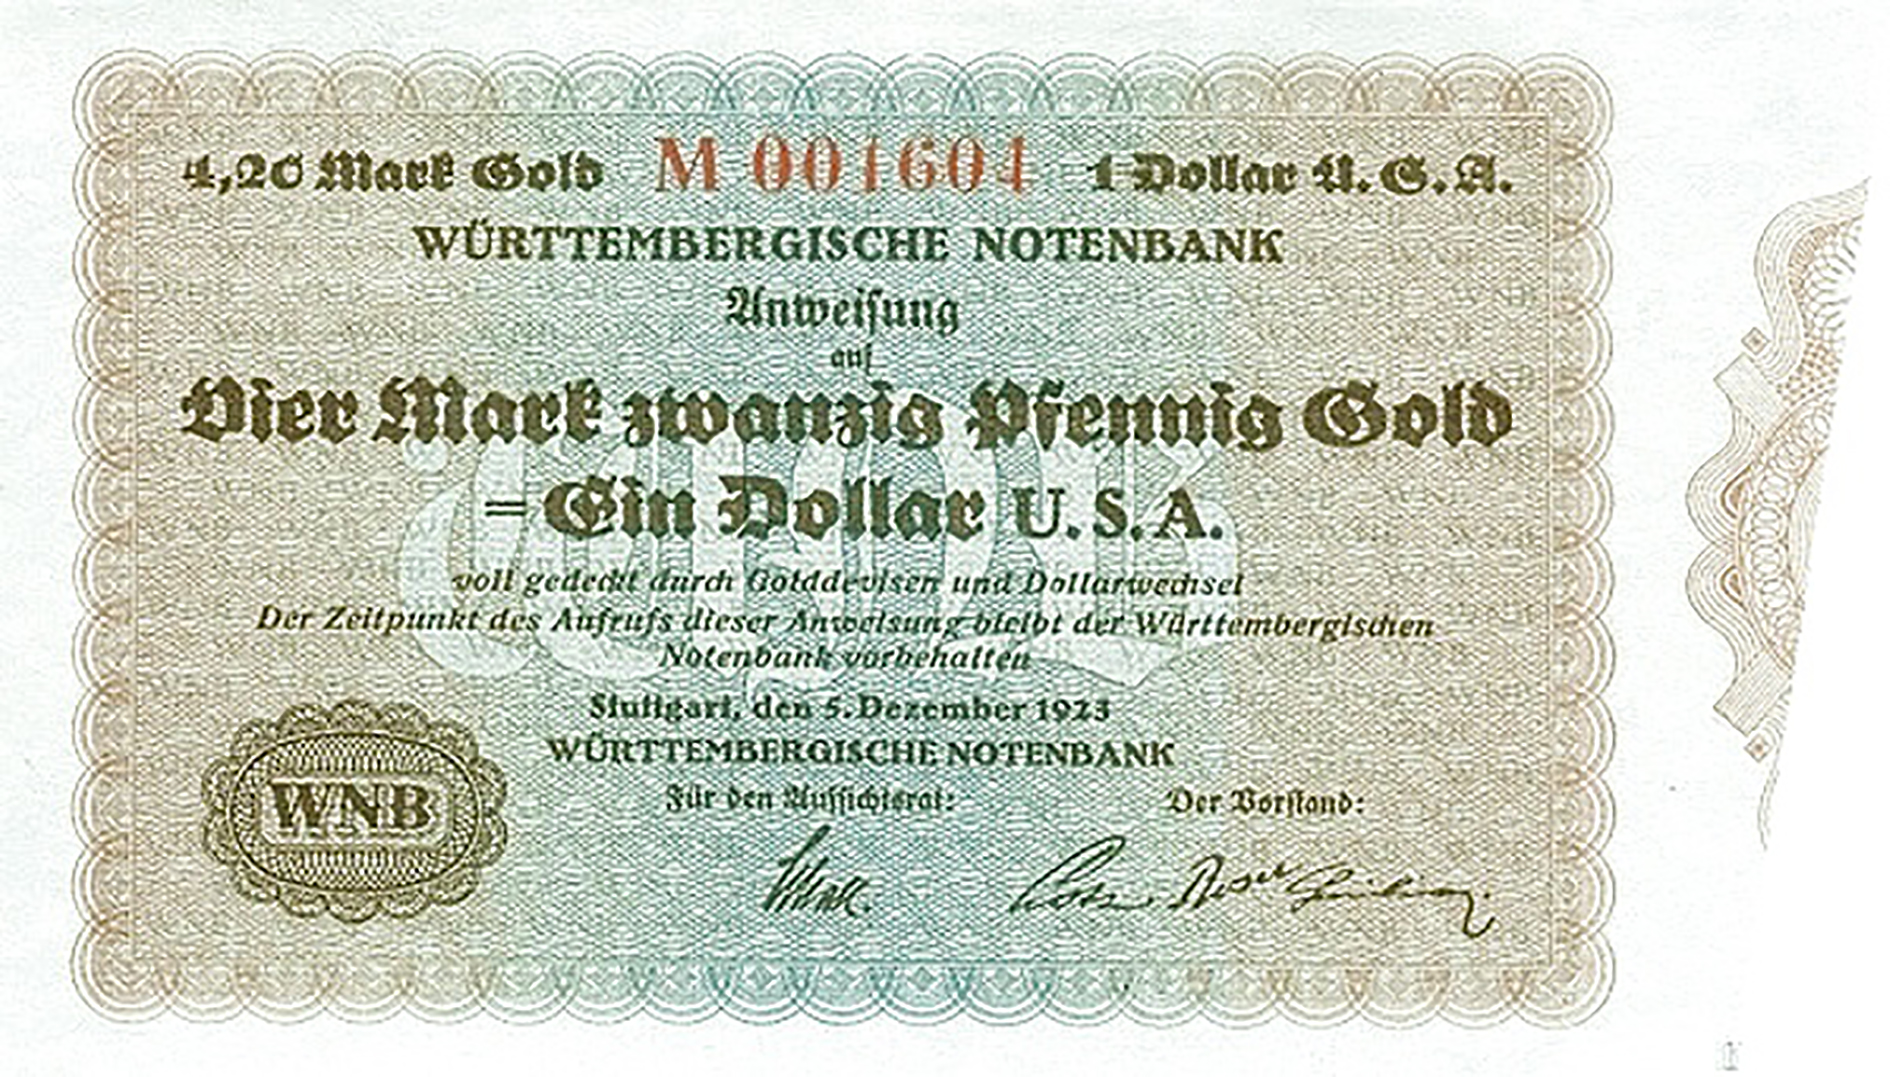 4,20 Mark Gold M 001604 1 Dollar U.S.A.
WÜRTTEMBERGISCHE NOTENBANK
Anweisung
auf
Vier Mark zwanzig Pfennig Gold
= Ein Dollar U.S.A.
voll gedeckt durch Golddevisen und Dollarwechsel
Der Zeitpunkt des Aufrufs dieser Anweisung bleibt der Württembergischen
Notenbank vorbehalten
Stuttgart, den 5. Dezember 1923
WÜRTTEMBERGISCHE NOTENBANK
Für den Aufsichtsrat: Der Vorstand:
WNB